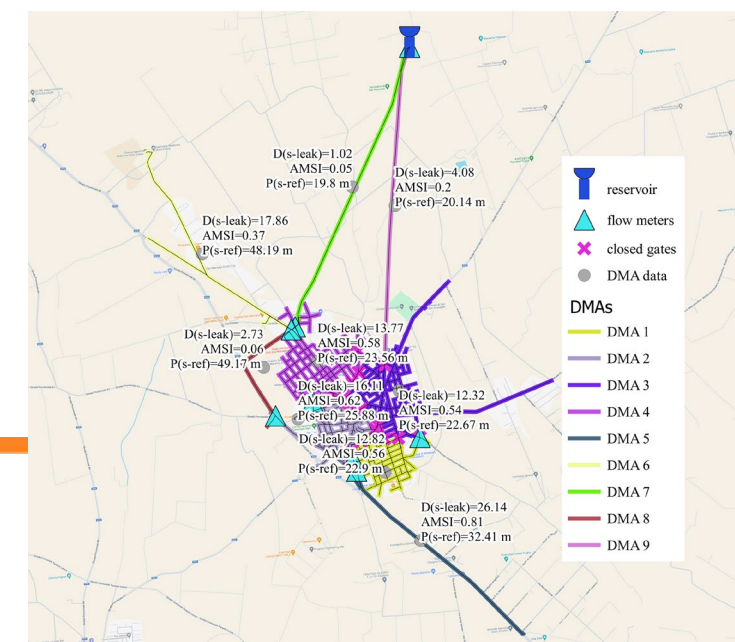 D(s-leak)=1.02
AMSI=0.05
P(s-ref)=19.8 m
D(s-leak)=4.08
AMSI=0.2
P(s-ref)=20.14 m
D(s-leak)=17.86
AMSI=0.37
P(s-ref)=48.19 m
D(s-leak)=2.73
AMSI=0.06
P(s-ref)=49.17 m
D(s-leak)=13.77
AMSI=0.58
P(s-ref)=23.56 m
D(s-leak)=16.11
AMSI=0.62
P(s-ref)=25.88 m
D(s-leak)=12.32
AMSI=0.54
P(s-ref)=22.67 m
D(s-leak)=12.82
AMSI=0.56
P(s-ref)=22.9 m
D(s-leak)=26.14
AMSI=0.81
P(s-ref)=32.41 m
reservoir
flow meters
closed gates
DMA data
DMAs
DMA 1
DMA 2
DMA 3
DMA 4
DMA 5
DMA 6
DMA 7
DMA 8
DMA 9